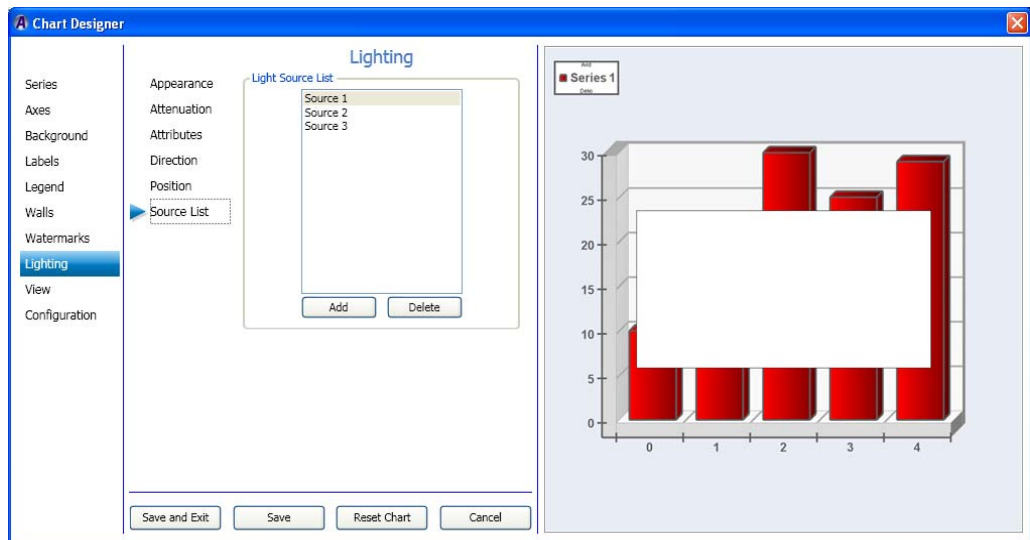 Chart Designer
Series
Axes
Background
Labels
Legend
Walls
Watermarks
Lighting
View
Configuration
Appearance
Attenuation
Attributes
Direction
Position
Source List
Lighting
Light Source List
Source 1
Source 2
Source 3
Add
Delete
Save and Exit
Save
Reset Chart
Cancel
Series 1
30
25
20
15
10
5
0
0
1
2
3
4